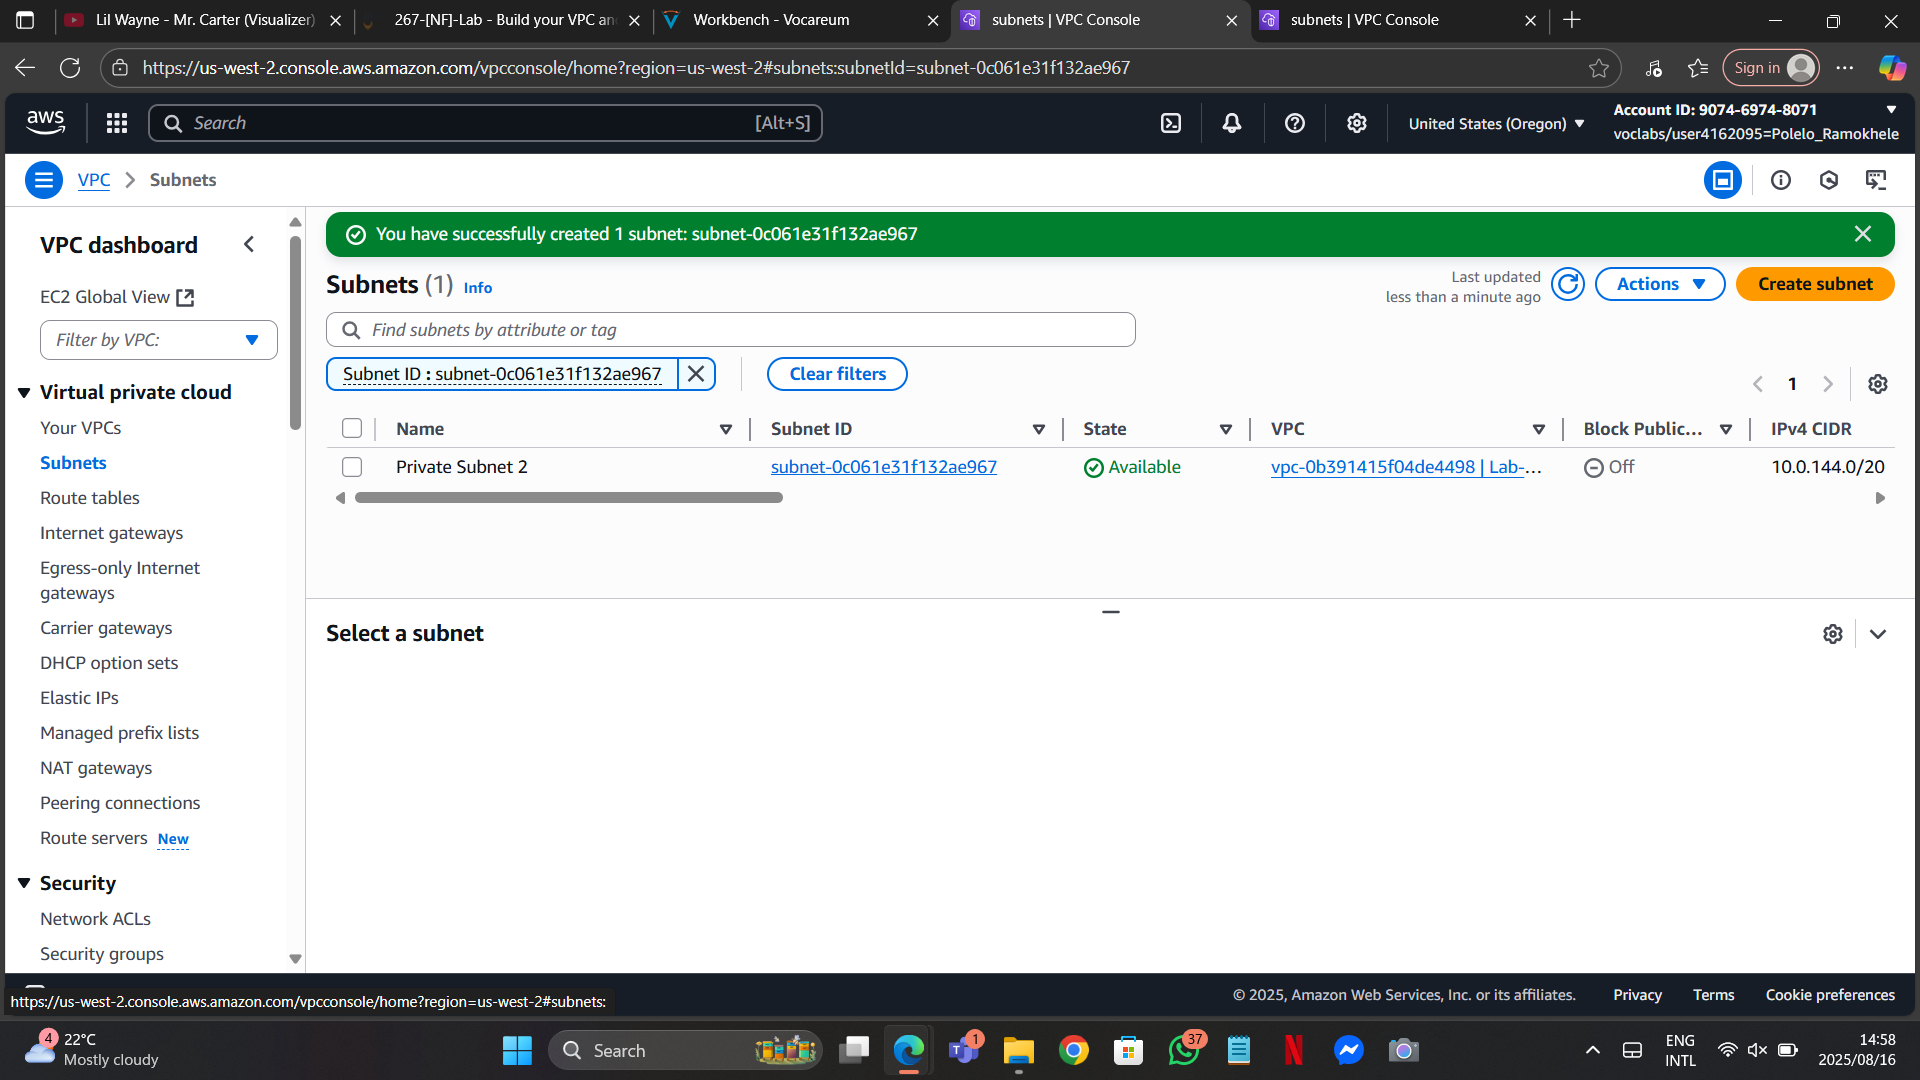 Lil Wayne - Mr. Carter (Visualizer)
267-[NF]-Lab - Build your VPC an
Workbench - Vocareum
subnets | VPC Console
subnets | VPC Console
https://us-west-2.console.aws.amazon.com/vpcconsole/home?region=us-west-2#subnets:subnetId=subnet-0c061e31f132ae967
Sign in
aws
Search
[Alt+S]
United States (Oregon)
Account ID: 9074-6974-8071
voclabs/user4162095=Polelo_Ramokhele
VPC
Subnets
VPC dashboard
EC2 Global View
Filter by VPC:
Virtual private cloud
Your VPCs
Subnets
Route tables
Internet gateways
Egress-only Internet
gateways
Carrier gateways
DHCP option sets
Elastic IPs
Managed prefix lists
NAT gateways
Peering connections
Route servers New
Security
Network ACLs
Security groups
You have successfully created 1 subnet: subnet-0c061e31f132ae967
Subnets (1) Info
Last updated
less than a minute ago
Actions
Create subnet
Find subnets by attribute or tag
Subnet ID : subnet-0c061e31f132ae967
Clear filters
1
Name Subnet ID State VPC Block Public... IPv4 CIDR
Private Subnet 2 subnet-0c061e31f132ae967 Available vpc-0b391415f04de4498 | Lab-... Off 10.0.144.0/20
Select a subnet
https://us-west-2.console.aws.amazon.com/vpcconsole/home?region=us-west-2#subnets:
© 2025, Amazon Web Services, Inc. or its affiliates.
Privacy
Terms
Cookie preferences
4
22°C
Mostly cloudy
Search
1
37
ENG
INTL
14:58
2025/08/16